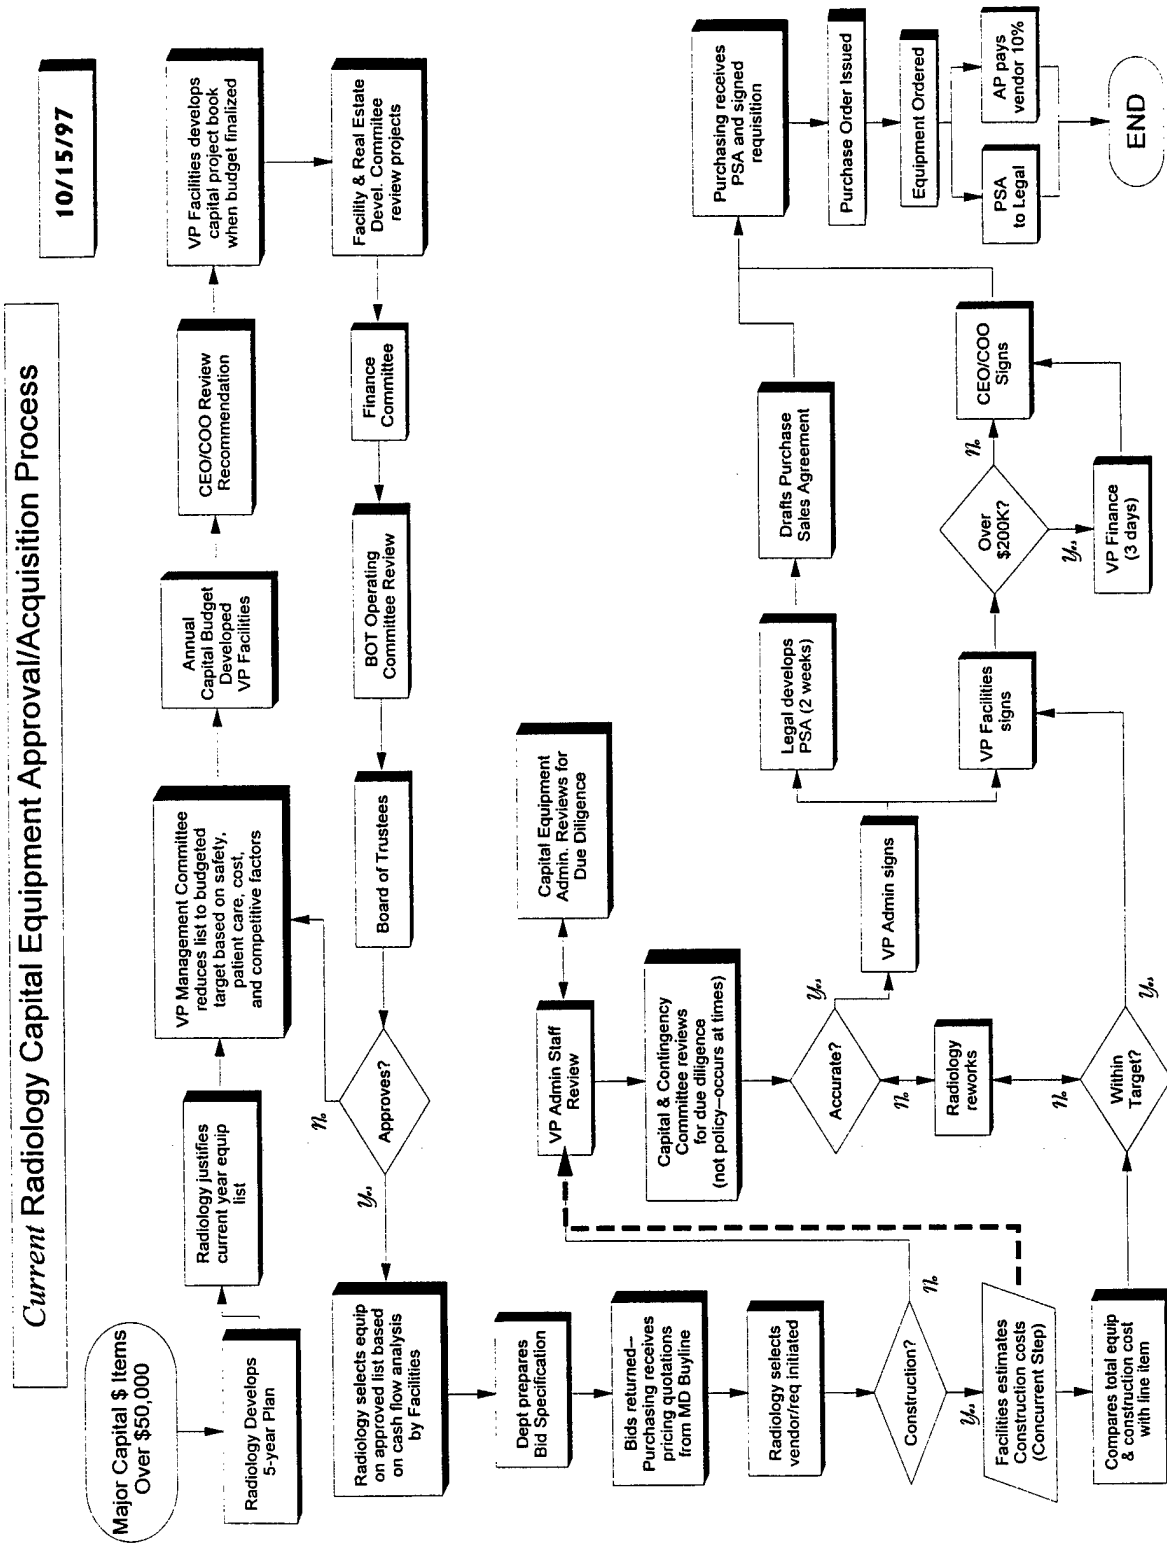 Current Radiology Capital Equipment Approval/Acquisition Process
10/15/97
Major Capital $ Items
Over $50,000
Radiology Develops
5-year Plan
Radiology justifies
current year equip
list
VP Management Committee
reduces list to budgeted
target based on safety,
patient care, cost,
and competitive factors
Annual
Capital Budget
Developed
VP Facilities
CEO/COO Review
Recommendation
VP Facilities develops
capital project book
when budget finalized
Facility & Real Estate
Devel. Commitee
review projects
Finance
Committee
BOT Operating
Committee Review
Board of Trustees
Approves?
No
Yes
Radiology selects equip
on approved list based
on cash flow analysis
by Facilities
Dept prepares
Bid Specification
Bids returned—
Purchasing receives
pricing quotations
from MD Buyline
Radiology selects
vendor/req initiated
Construction?
No
Yes
Facilities estimates
Construction costs
(Concurrent Step)
Compares total equip
& construction cost
with line item
Within
Target?
No
Yes
VP Admin Staff
Review
Capital Equipment
Admin. Reviews for
Due Diligence
Capital & Contingency
Committee reviews
for due diligence
(not policy–occurs at times)
Accurate?
Yes
No
Radiology
reworks
VP Admin signs
Legal develops
PSA (2 weeks)
Drafts Purchase
Sales Agreement
VP Facilities
signs
Over
$200K?
No
Yes
VP Finance
(3 days)
CEO/COO
Signs
Purchasing receives
PSA and signed
requisition
Purchase Order Issued
Equipment Ordered
PSA
to Legal
AP pays
vendor 10%
END